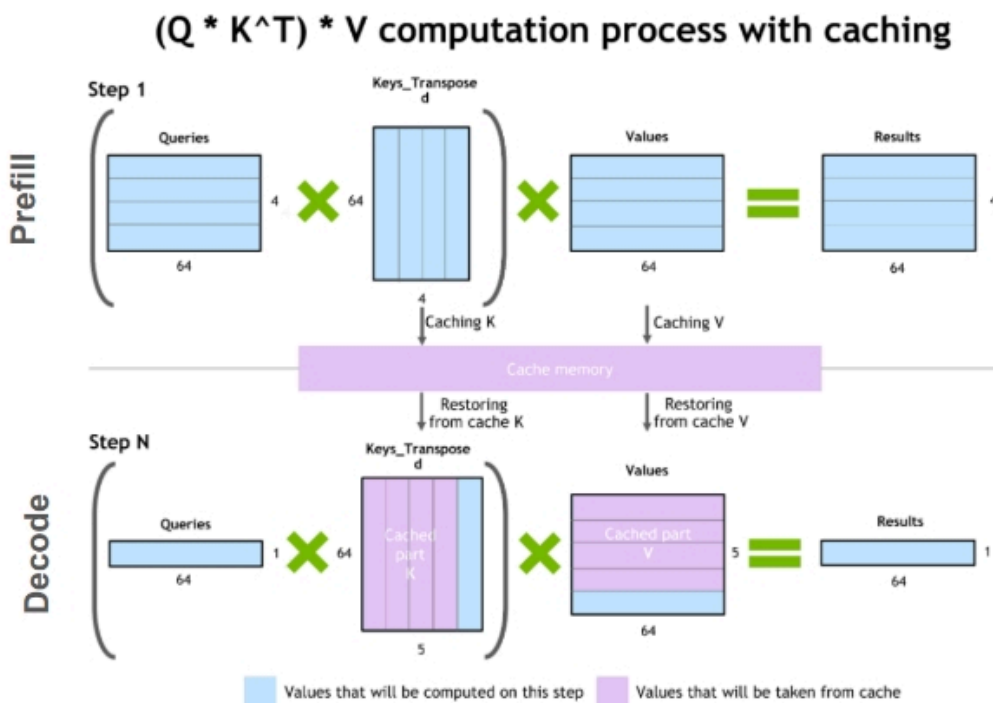 (Q * K^T) * V computation process with caching
Prefill
Step 1
Queries
4
64
64
Keys_Transpose
d
4
Values
64
Results
4
64
Caching K
Caching V
Cache memory
Restoring
from cache K
Restoring
from cache V
Decode
Step N
Queries
1
64
64
Keys_Transpose
d
Cached
part
K
5
Values
Cached part
V
5
64
Results
1
64
Values that will be computed on this step
Values that will be taken from cache